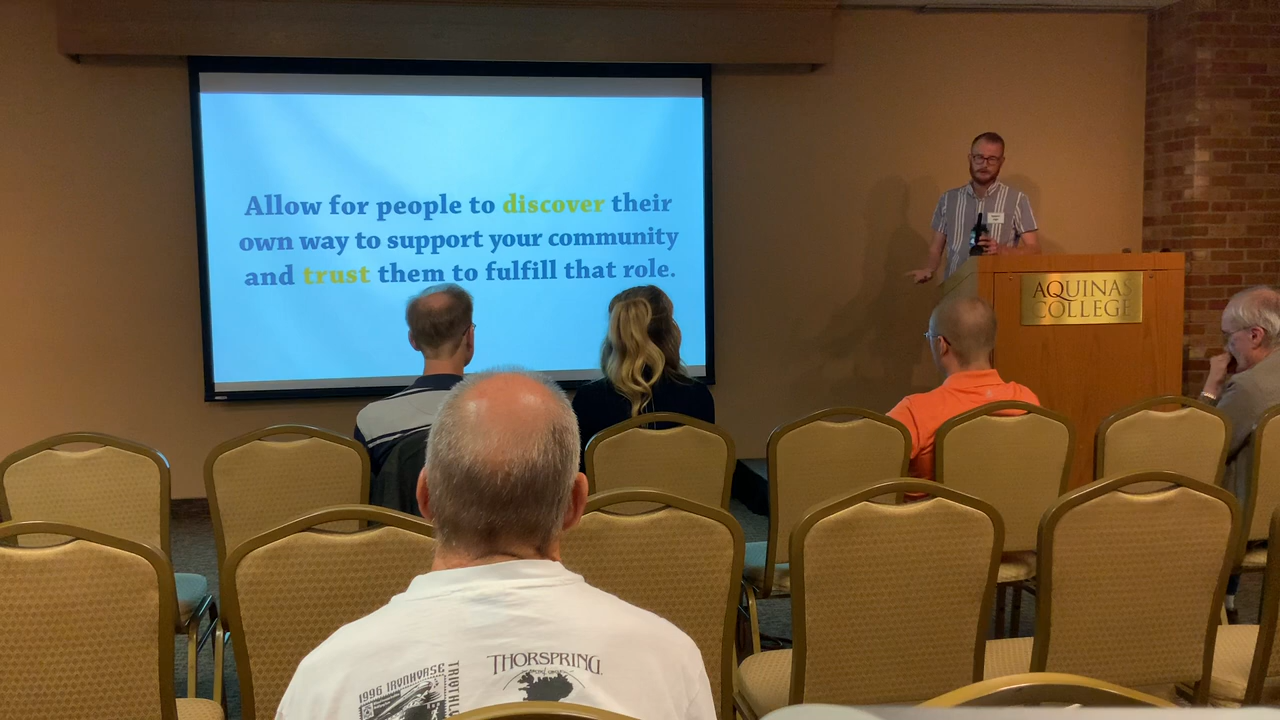 Allow for people to discover their
own way to support your community
and trust them to fulfill that role.
AQUINAS
COLLEGE
1996 IRONHORSE
THORSPRING